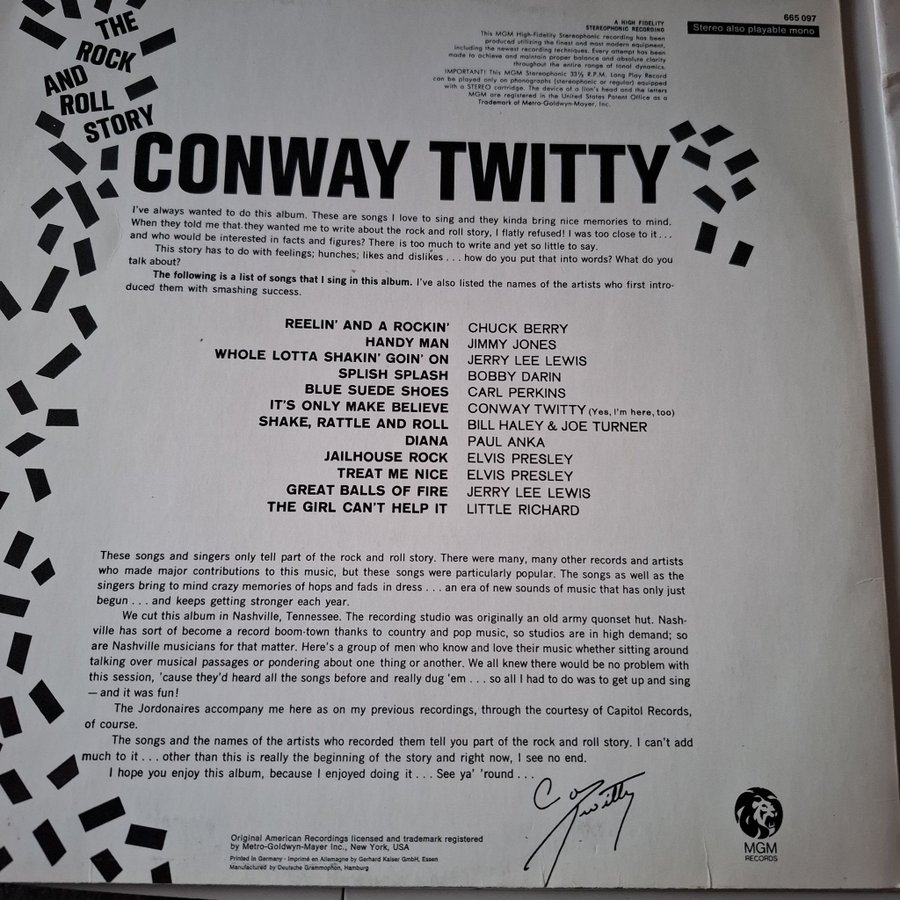 THE
ROCK
AND
ROLL
STORY
A HIGH FIDELITY
STEREOPHONIC RECORDING
This MGM High-Fidelity Stereophonic recording has been
produced utilizing the finest and most modern equipment,
including the newest recording techniques. Every attempt has been
made to achieve and maintain proper balance and absolute clarity
throughout the entire range of tonal dynamics.
IMPORTANT! This MGM Stereophonic 33⅓ R.P.M. Long Play Record
can be played only on phonographs (stereophonic or regular) equipped
with a STEREO cartridge. The device of a lion's head and the letters
MGM are registered in the United States Patent Office as a
Trademark of Metro-Goldwyn-Mayer, Inc.
665 097
Stereo also playable mono
CONWAY TWITTY
I've always wanted to do this album. These are songs I love to sing and they kinda bring nice memories to mind.
When they told me that they wanted me to write about the rock and roll story, I flatly refused! I was too close to it...
and who would be interested in facts and figures? There is too much to write and yet so little to say.
This story has to do with feelings; hunches; likes and dislikes ... how do you put that into words? What do you
talk about?
The following is a list of songs that I sing in this album. I've also listed the names of the artists who first intro-
duced them with smashing success.
REELIN' AND A ROCKIN' CHUCK BERRY
HANDY MAN JIMMY JONES
WHOLE LOTTA SHAKIN' GOIN' ON JERRY LEE LEWIS
SPLISH SPLASH BOBBY DARIN
BLUE SUEDE SHOES CARL PERKINS
IT'S ONLY MAKE BELIEVE CONWAY TWITTY (Yes, I'm here, too)
SHAKE, RATTLE AND ROLL BILL HALEY & JOE TURNER
DIANA PAUL ANKA
JAILHOUSE ROCK ELVIS PRESLEY
TREAT ME NICE ELVIS PRESLEY
GREAT BALLS OF FIRE JERRY LEE LEWIS
THE GIRL CAN'T HELP IT LITTLE RICHARD
These songs and singers only tell part of the rock and roll story. There were many, many other records and artists
who made major contributions to this music, but these songs were particularly popular. The songs as well as the
singers bring to mind crazy memories of hops and fads in dress ... an era of new sounds of music that has only just
begun ... and keeps getting stronger each year.
We cut this album in Nashville, Tennessee. The recording studio was originally an old army quonset hut. Nash-
ville has sort of become a record boom-town thanks to country and pop music, so studios are in high demand; so
are Nashville musicians for that matter. Here's a group of men who know and love their music whether sitting around
talking over musical passages or pondering about one thing or another. We all knew there would be no problem with
this session, 'cause they'd heard all the songs before and really dug 'em ... so all I had to do was to get up and sing
— and it was fun!
The Jordonaires accompany me here as on my previous recordings, through the courtesy of Capitol Records,
of course.
The songs and the names of the artists who recorded them tell you part of the rock and roll story. I can't add
much to it ... other than this is really the beginning of the story and right now, I see no end.
I hope you enjoy this album, because I enjoyed doing it ... See ya' 'round ...
Co Twitty
Original American Recordings licensed and trademark registered
by Metro-Goldwyn-Mayer Inc., New York, USA
Printed in Germany - Imprimé en Allemagne by Gerhard Kaiser GmbH, Essen
Manufactured by Deutsche Grammophon, Hamburg
MGM
RECORDS